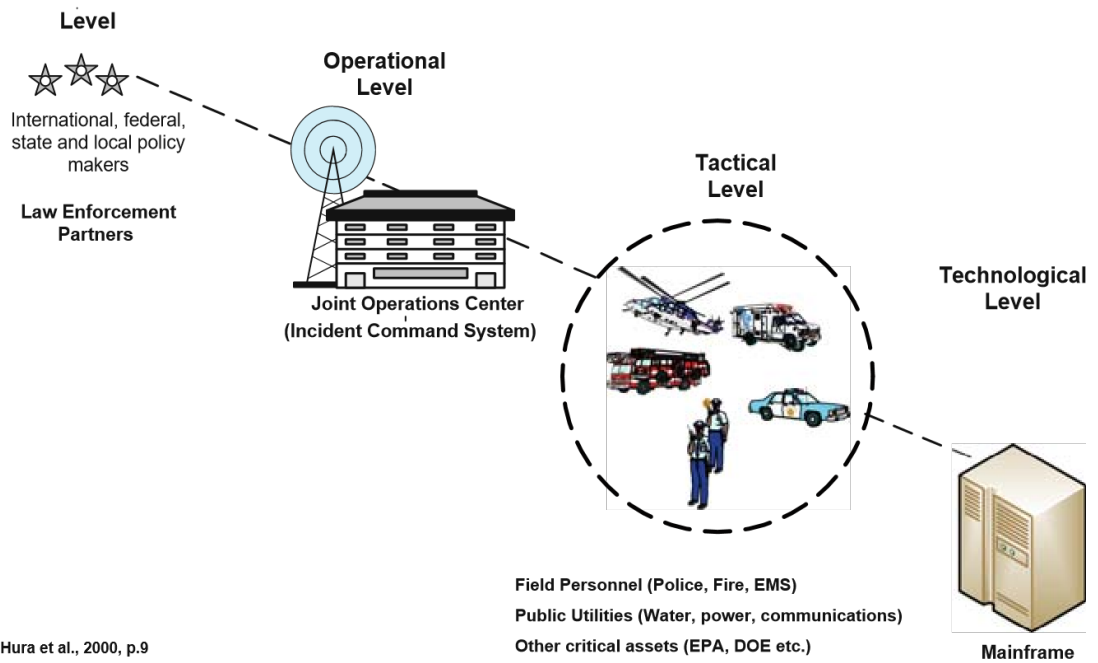 Level
International, federal,
state and local policy
makers
Law Enforcement
Partners
Operational
Level
Joint Operations Center
(Incident Command System)
Tactical
Level
Field Personnel (Police, Fire, EMS)
Public Utilities (Water, power, communications)
Other critical assets (EPA, DOE etc.)
Technological
Level
Mainframe
Hura et al., 2000, p.9